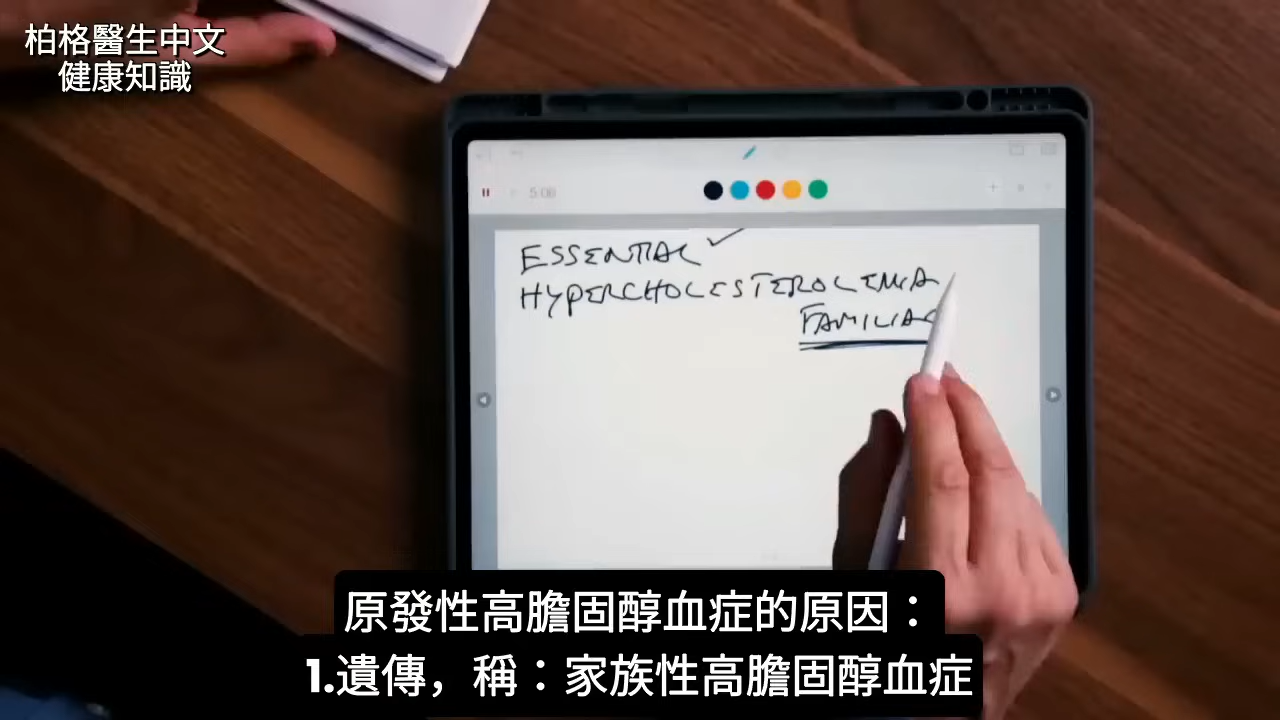 柏格醫生中文
健康知識
5:08
ESSENTIAL ✓
HYPERCHOLESTEROLEMIA
FAMILIAL
原發性高膽固醇血症的原因：
1.遺傳，稱：家族性高膽固醇血症